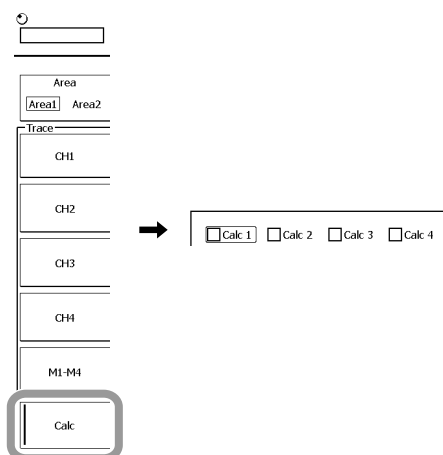 Area
Area1 Area2
Trace
CH1
CH2
CH3
CH4
M1-M4
Calc
Calc 1 Calc 2 Calc 3 Calc 4